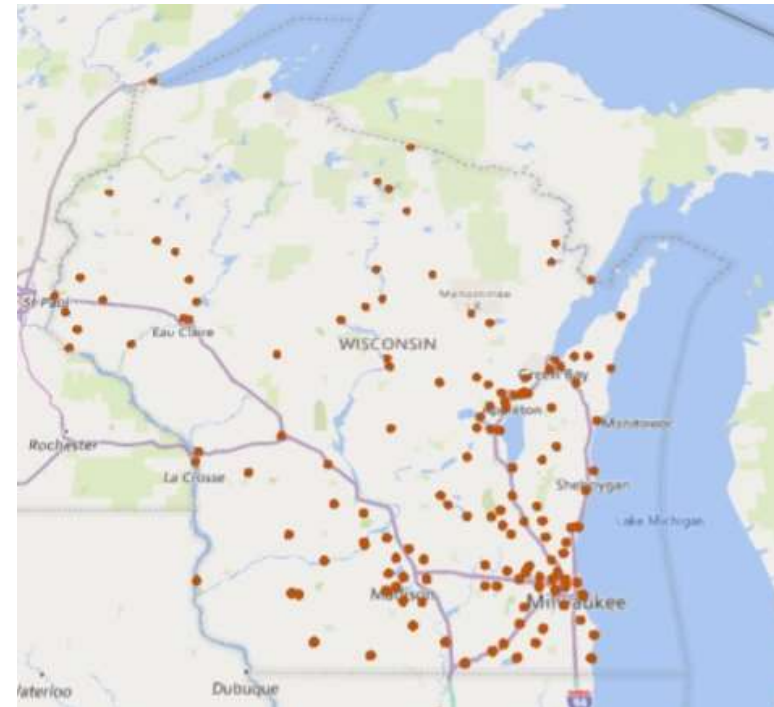 Menominee
St Paul
Eau Claire
WISCONSIN
Green Bay
Appleton
Manitowoc
Rochester
La Crosse
Sheboygan
Lake Michigan
Madison
Milwaukee
Waterloo
Dubuque
94